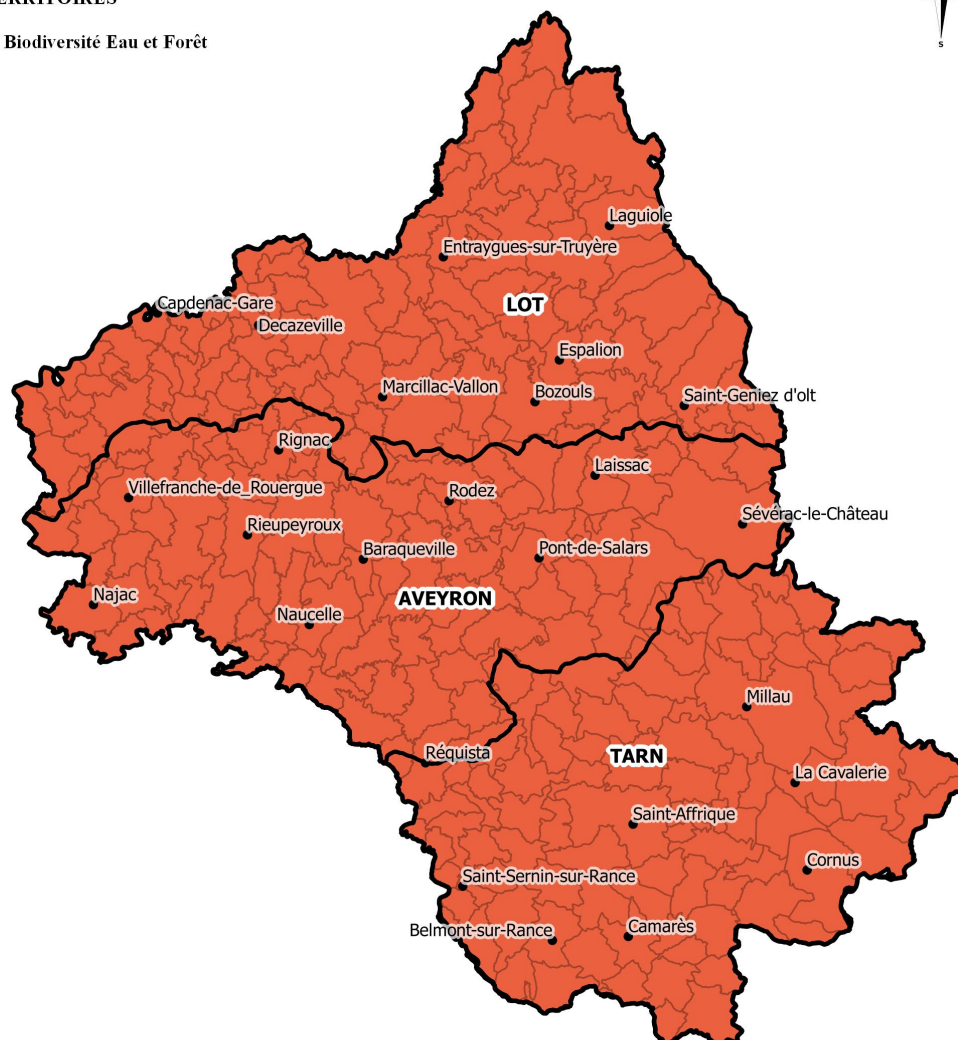 ERRITOIRES
Biodiversité Eau et Forêt
S
Laguiole
Entraygues-sur-Truyère
Capdenac-Gare
LOT
Decazeville
Espalion
Marcillac-Vallon
Bozouls
Saint-Geniez d'olt
Rignac
Laissac
Villefranche-de_Rouergue
Rodez
Sévérac-le-Château
Rieupeyroux
Baraqueville
Pont-de-Salars
Najac
AVEYRON
Naucelle
Millau
Réquista
TARN
La Cavalerie
Saint-Affrique
Cornus
Saint-Sernin-sur-Rance
Belmont-sur-Rance
Camarès